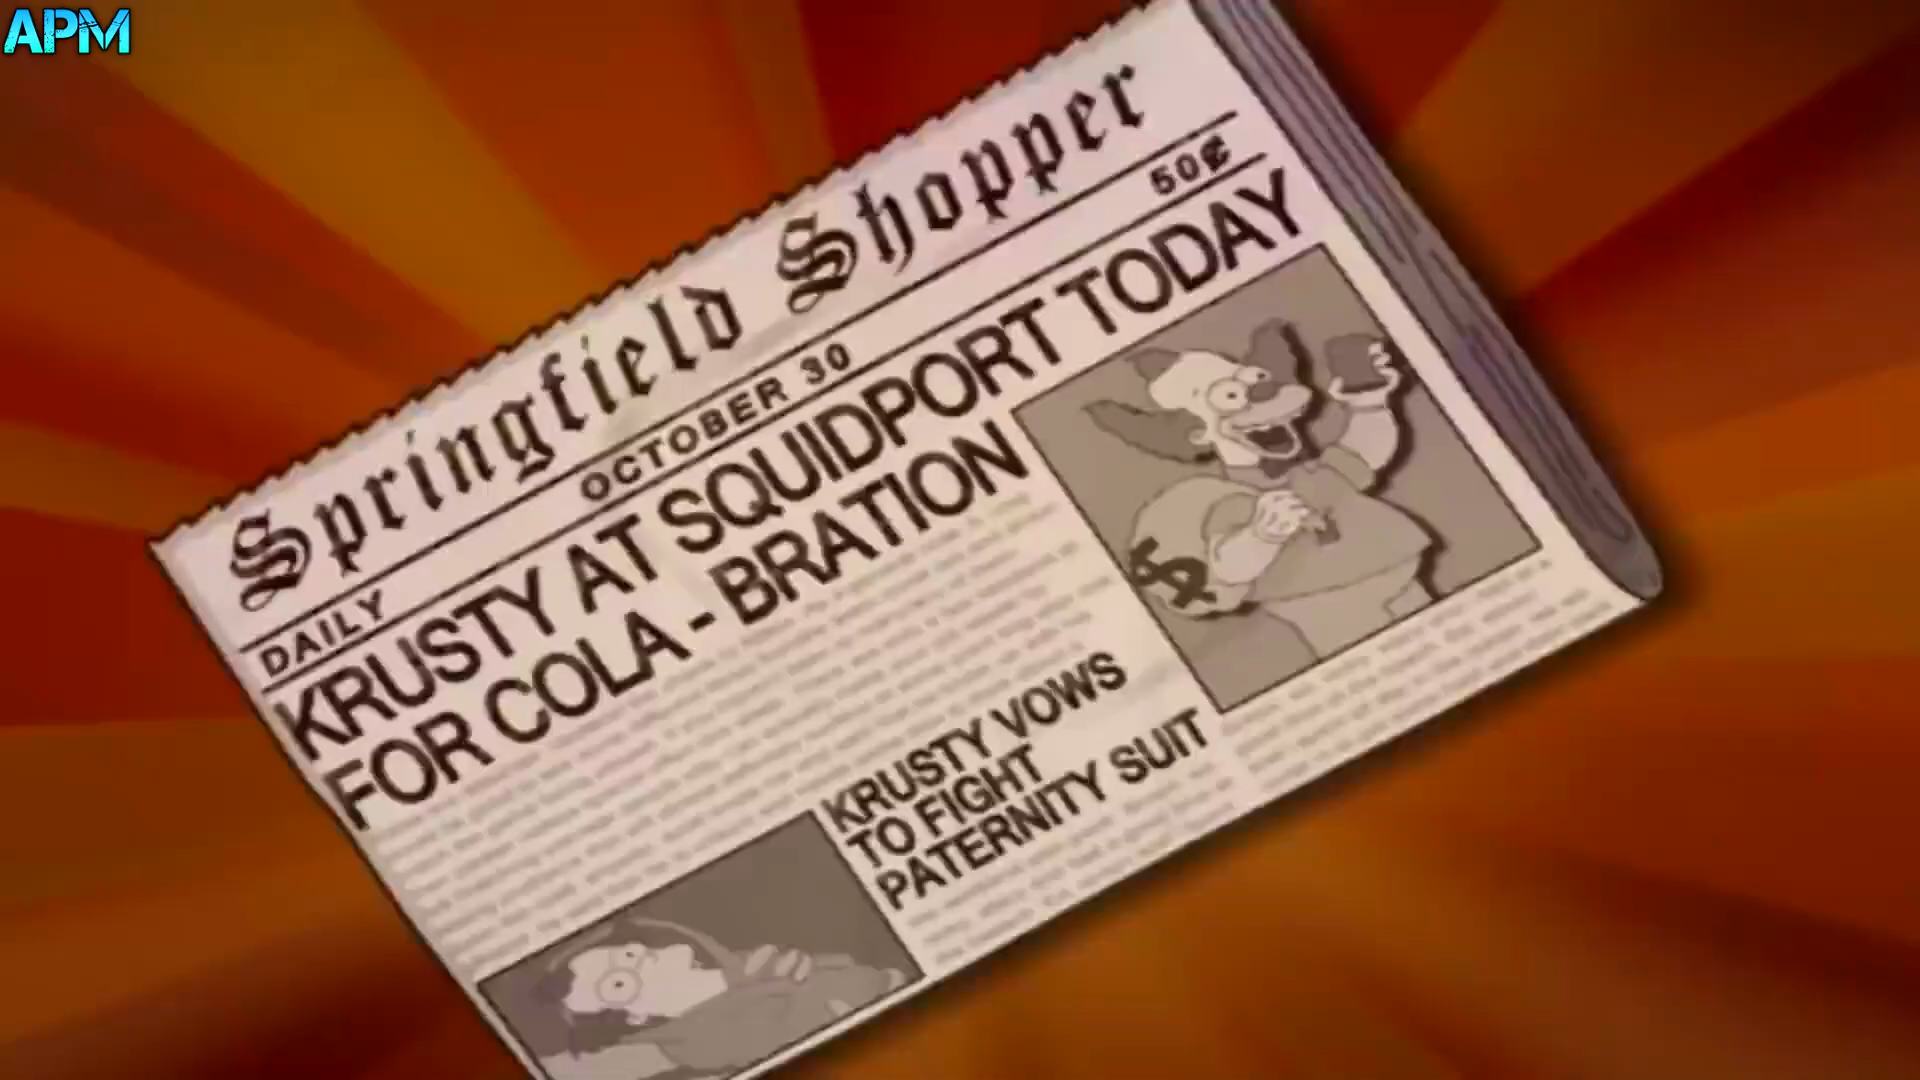 APM
Springfield Shopper
DAILY OCTOBER 30 50¢
KRUSTY AT SQUIDPORT TODAY
FOR COLA - BRATION
$
KRUSTY VOWS
TO FIGHT
PATERNITY SUIT